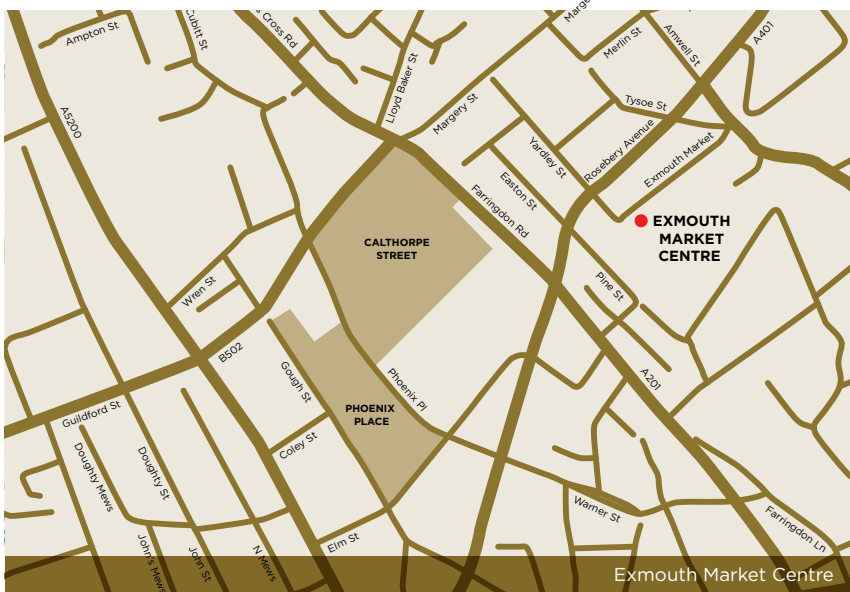 Ampton St
Cubitt St
s Cross Rd
Lloyd Baker St
Margery St
Marge
Merlin St
Amwell St
A401
A5200
Tysoe St
Yardley St
Rosebery Avenue
Exmouth Market
Easton St
Farringdon Rd
EXMOUTH
MARKET
CENTRE
CALTHORPE
STREET
Wren St
Pine St
B502
Gough St
Phoenix Pl
A201
PHOENIX
PLACE
Guildford St
Coley St
Doughty Mews
Doughty St
Warner St
Farringdon Ln
Elm St
John's Mews
John St
N Mews
Exmouth Market Centre